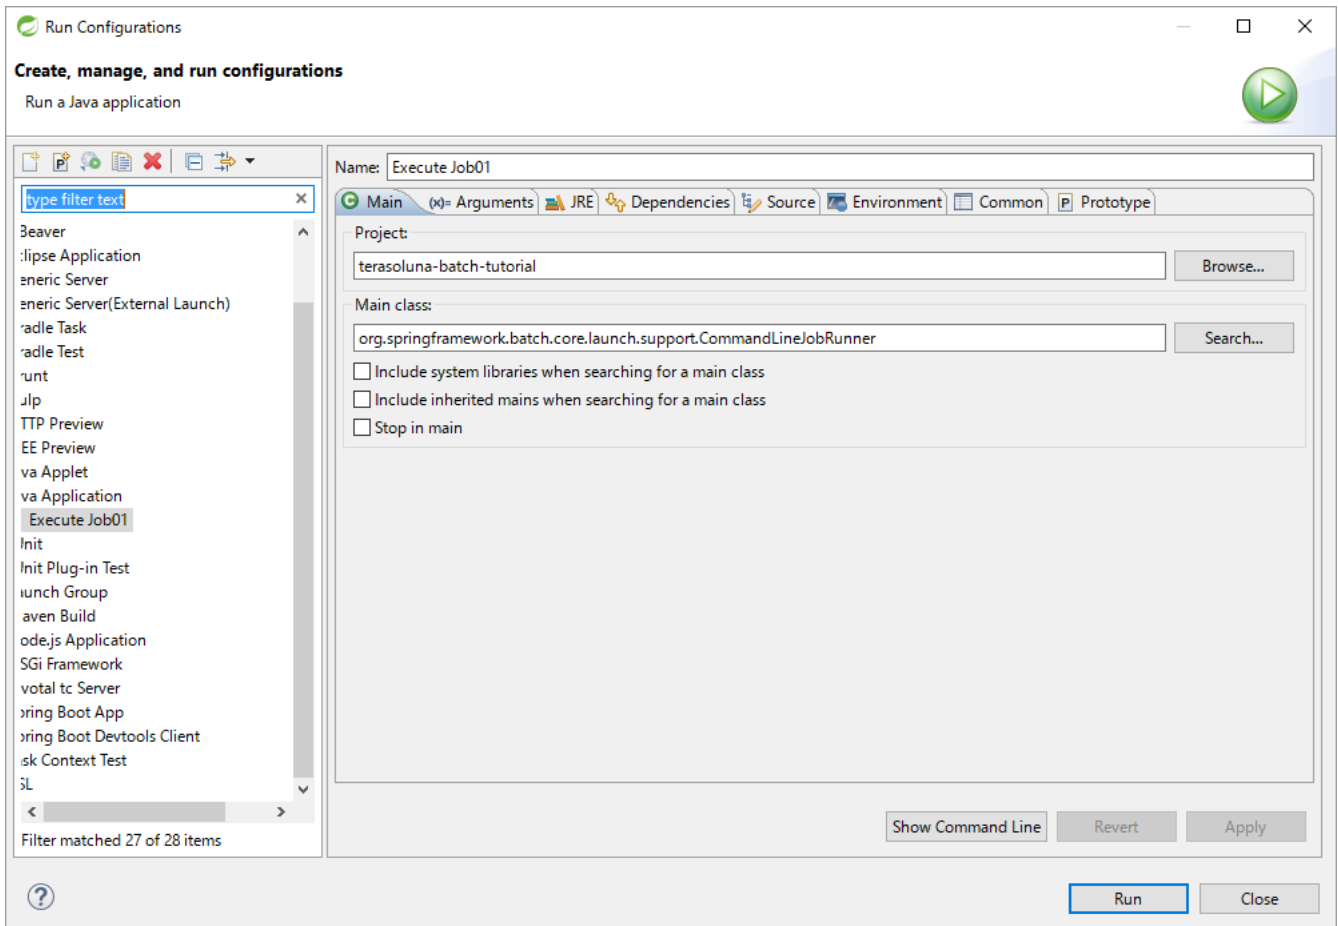 Run Configurations
Create, manage, and run configurations
Run a Java application
type filter text
Beaver
clipse Application
eneric Server
eneric Server(External Launch)
radle Task
radle Test
runt
ulp
TTP Preview
EE Preview
va Applet
va Application
Execute Job01
Unit
Unit Plug-in Test
aunch Group
aven Build
ode.js Application
SGi Framework
votal tc Server
pring Boot App
pring Boot Devtools Client
sk Context Test
SL
Filter matched 27 of 28 items
Name: Execute Job01
Main (x)= Arguments JRE Dependencies Source Environment Common P Prototype
Project:
terasoluna-batch-tutorial Browse...
Main class:
org.springframework.batch.core.launch.support.CommandLineJobRunner Search...
Include system libraries when searching for a main class
Include inherited mains when searching for a main class
Stop in main
Show Command Line Revert Apply
Run Close